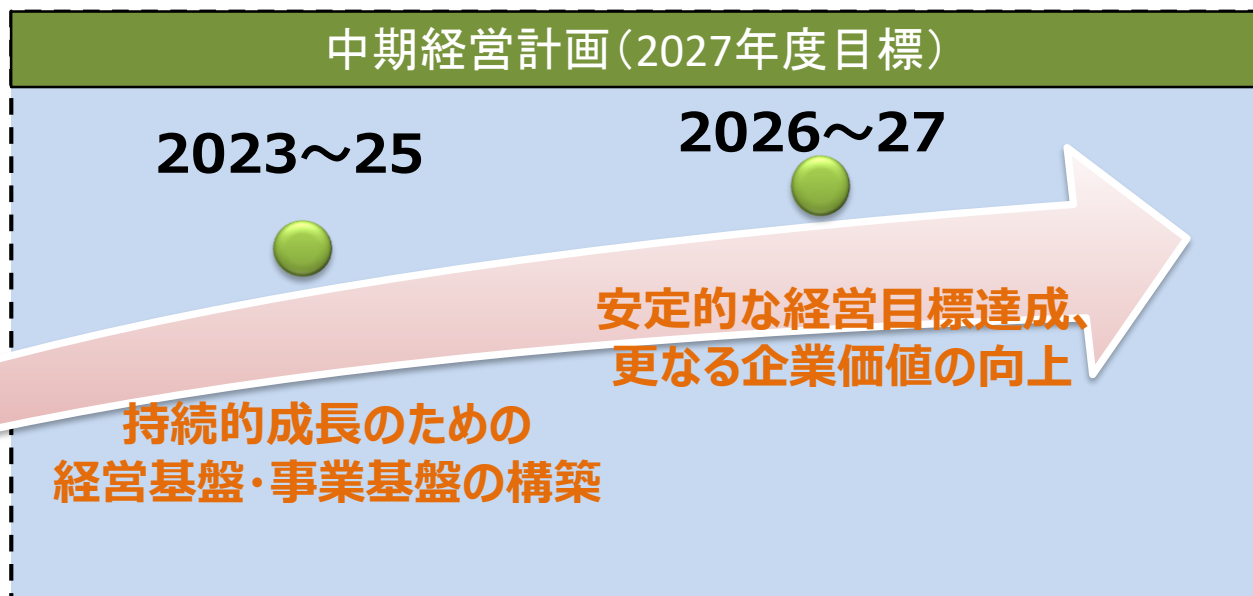 中期経営計画（2027年度目標）
2023～25
2026～27
安定的な経営目標達成、
更なる企業価値の向上
持続的成長のための
経営基盤・事業基盤の構築